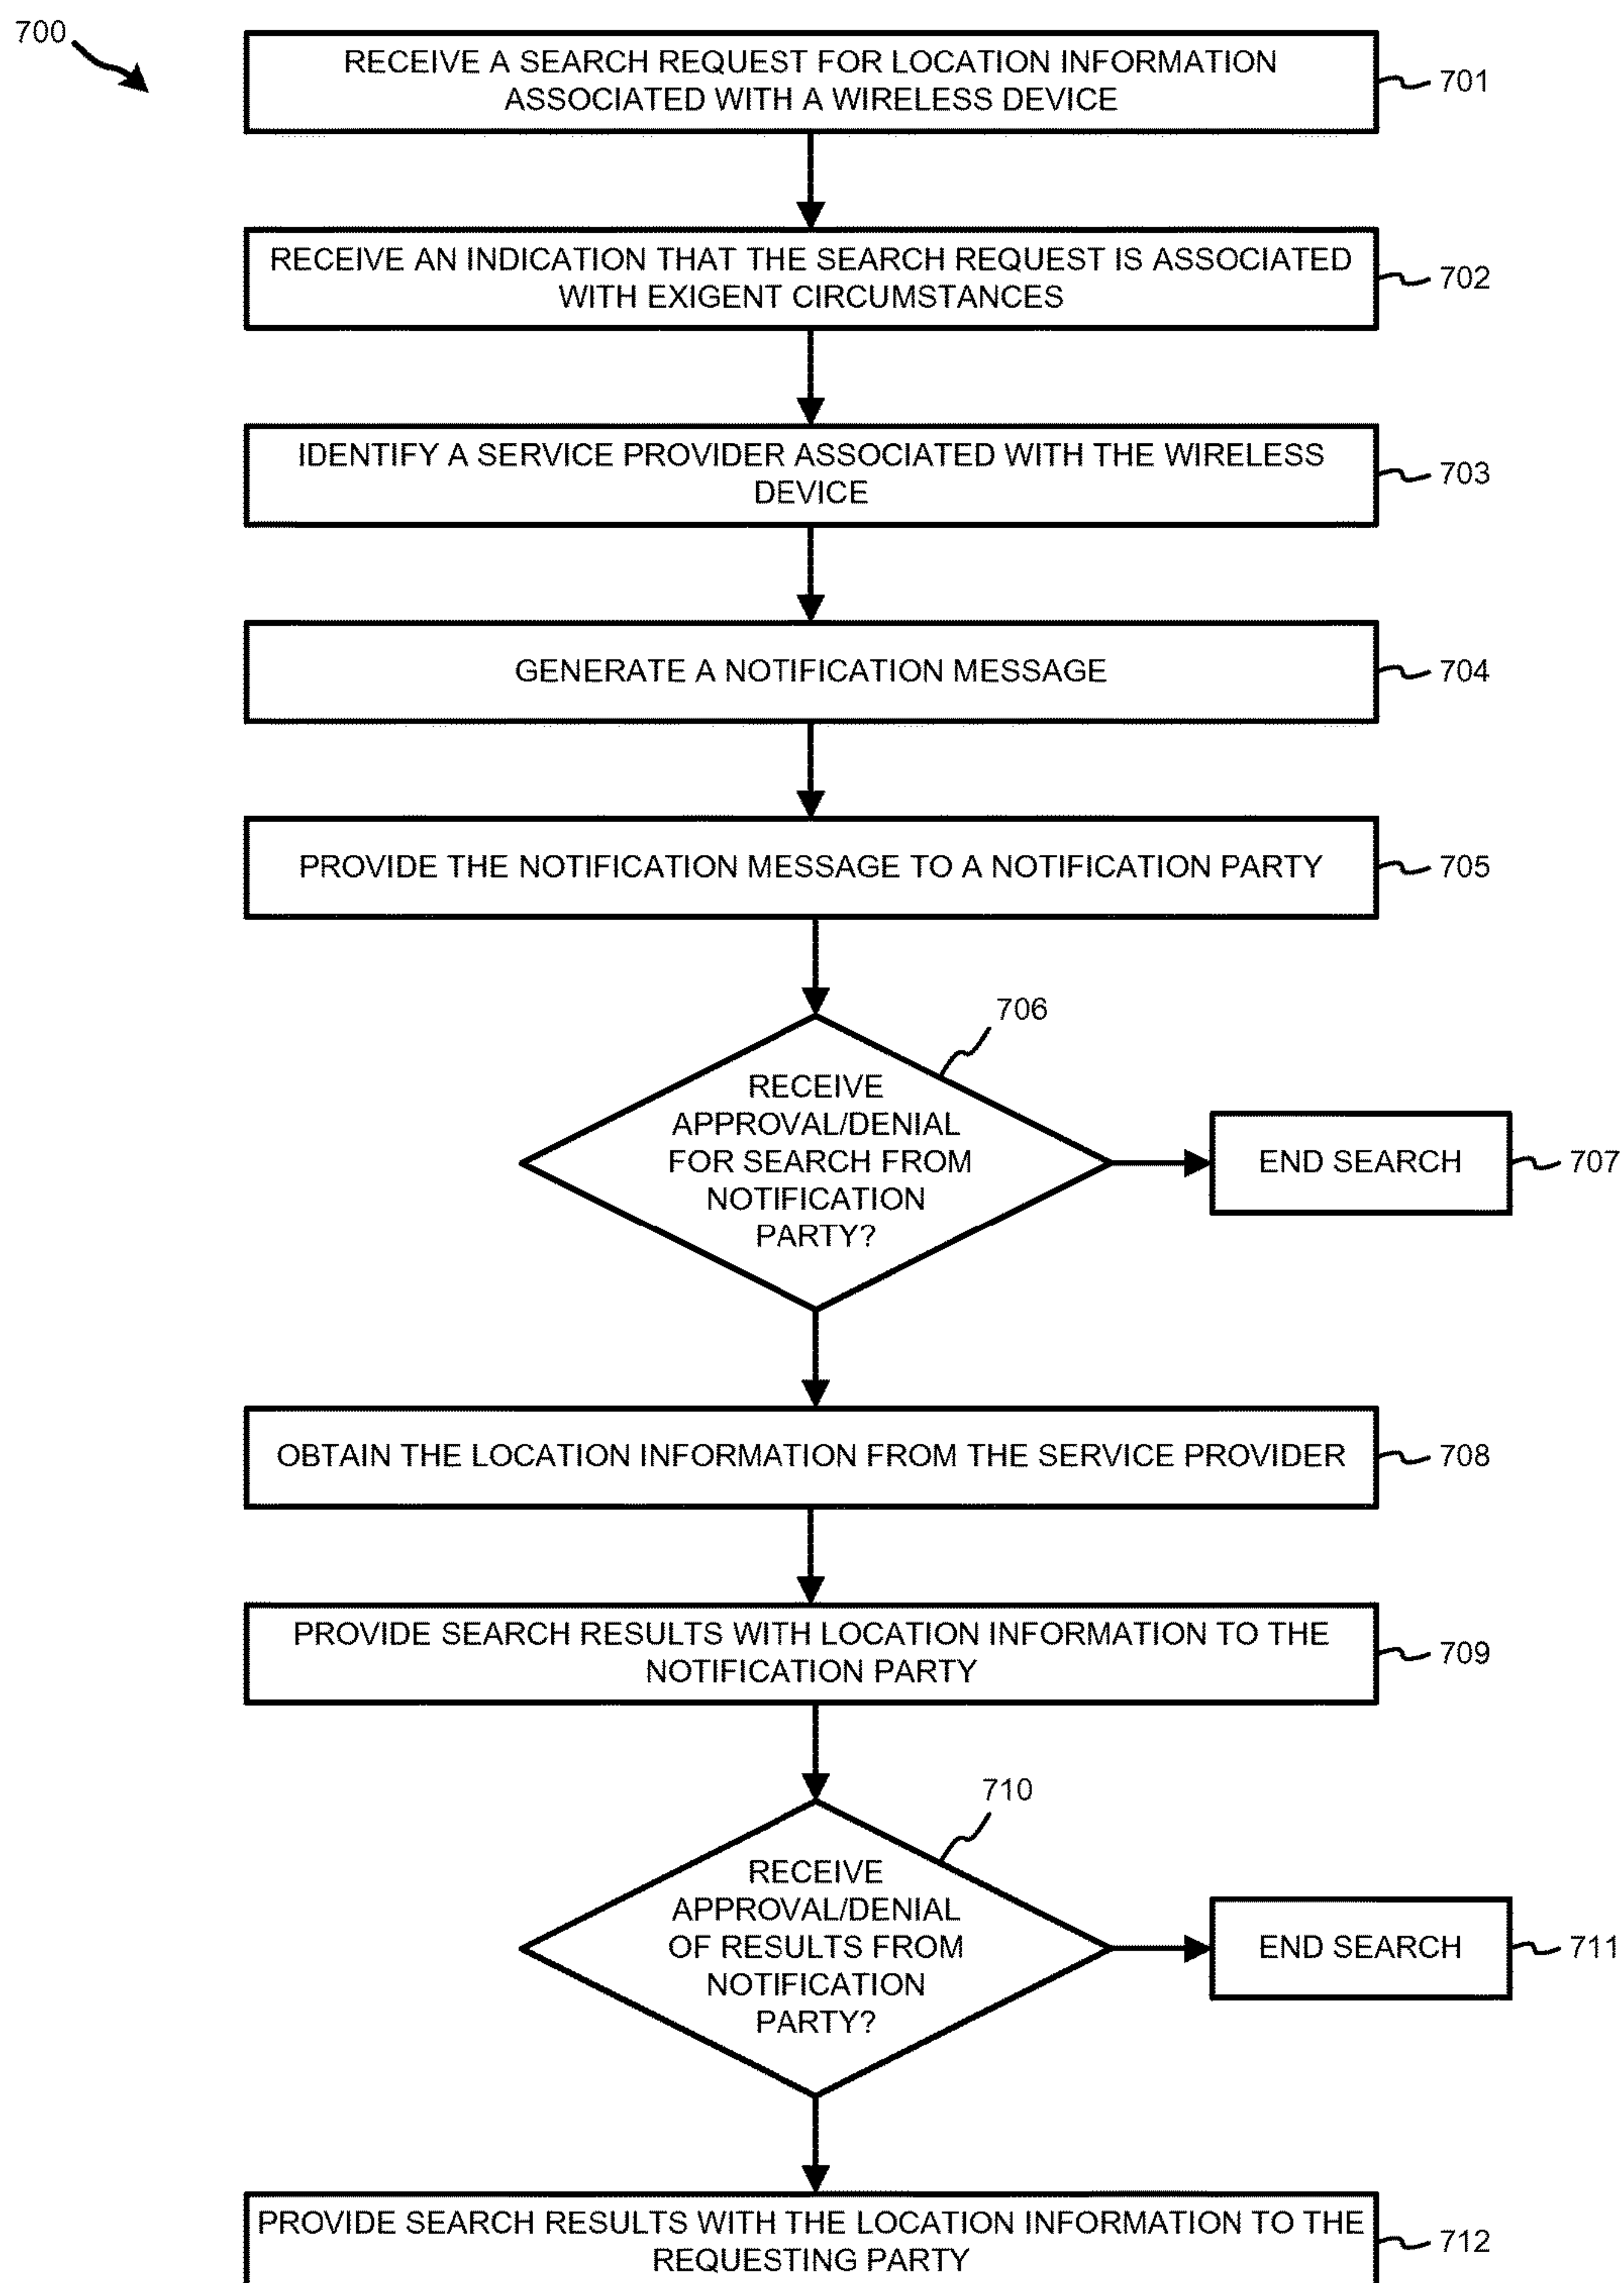 700
RECEIVE A SEARCH REQUEST FOR LOCATION INFORMATION
ASSOCIATED WITH A WIRELESS DEVICE
701
RECEIVE AN INDICATION THAT THE SEARCH REQUEST IS ASSOCIATED
WITH EXIGENT CIRCUMSTANCES
702
IDENTIFY A SERVICE PROVIDER ASSOCIATED WITH THE WIRELESS
DEVICE
703
GENERATE A NOTIFICATION MESSAGE
704
PROVIDE THE NOTIFICATION MESSAGE TO A NOTIFICATION PARTY
705
706
RECEIVE
APPROVAL/DENIAL
FOR SEARCH FROM
NOTIFICATION
PARTY?
END SEARCH
707
OBTAIN THE LOCATION INFORMATION FROM THE SERVICE PROVIDER
708
PROVIDE SEARCH RESULTS WITH LOCATION INFORMATION TO THE
NOTIFICATION PARTY
709
710
RECEIVE
APPROVAL/DENIAL
OF RESULTS FROM
NOTIFICATION
PARTY?
END SEARCH
711
PROVIDE SEARCH RESULTS WITH THE LOCATION INFORMATION TO THE
REQUESTING PARTY
712